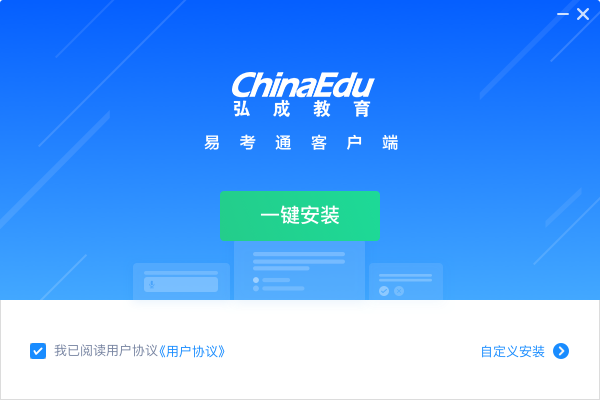 ChinaEdu
弘成教育
易考通客户端
一键安装
我已阅读用户协议《用户协议》
自定义安装